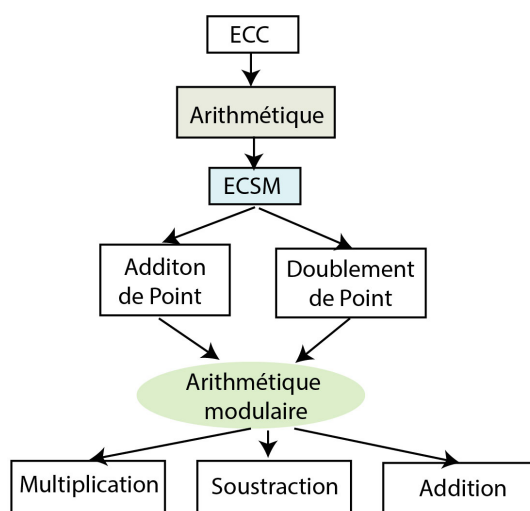 ECC
Arithmétique
ECSM
Additon
de Point
Doublement
de Point
Arithmétique
modulaire
Multiplication
Soustraction
Addition